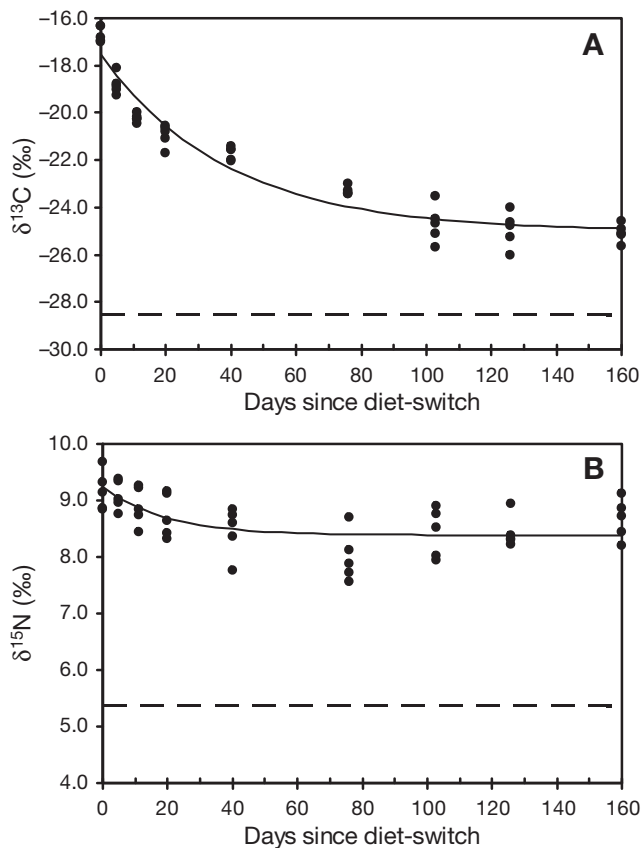 –16.0
A
–18.0
–20.0
–22.0
–24.0
–26.0
–28.0
–30.0
δ13C (‰)
0 20 40 60 80 100 120 140 160
Days since diet-switch
10.0
B
9.0
8.0
7.0
6.0
5.0
4.0
δ15N (‰)
0 20 40 60 80 100 120 140 160
Days since diet-switch